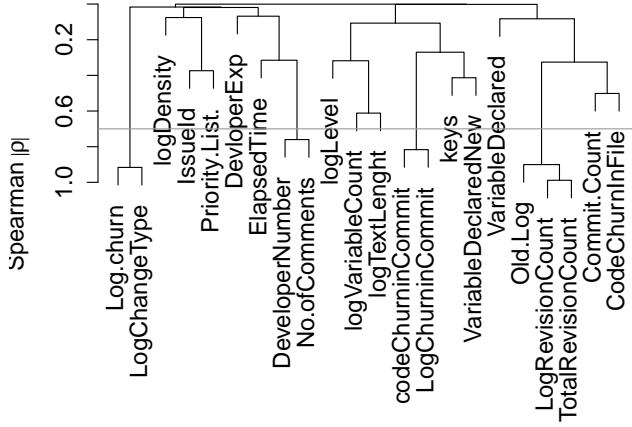 Spearman |ρ|
0.2
0.6
1.0
Log.churn
LogChangeType
logDensity
IssueId
Priority.List.
DevloperExp
ElapsedTime
DeveloperNumber
No.ofComments
logLevel
logVariableCount
logTextLenght
codeChurninCommit
LogChurninCommit
keys
VariableDeclaredNew
VariableDeclared
Old.Log
LogRevisionCount
TotalRevisionCount
Commit.Count
CodeChurnInFile